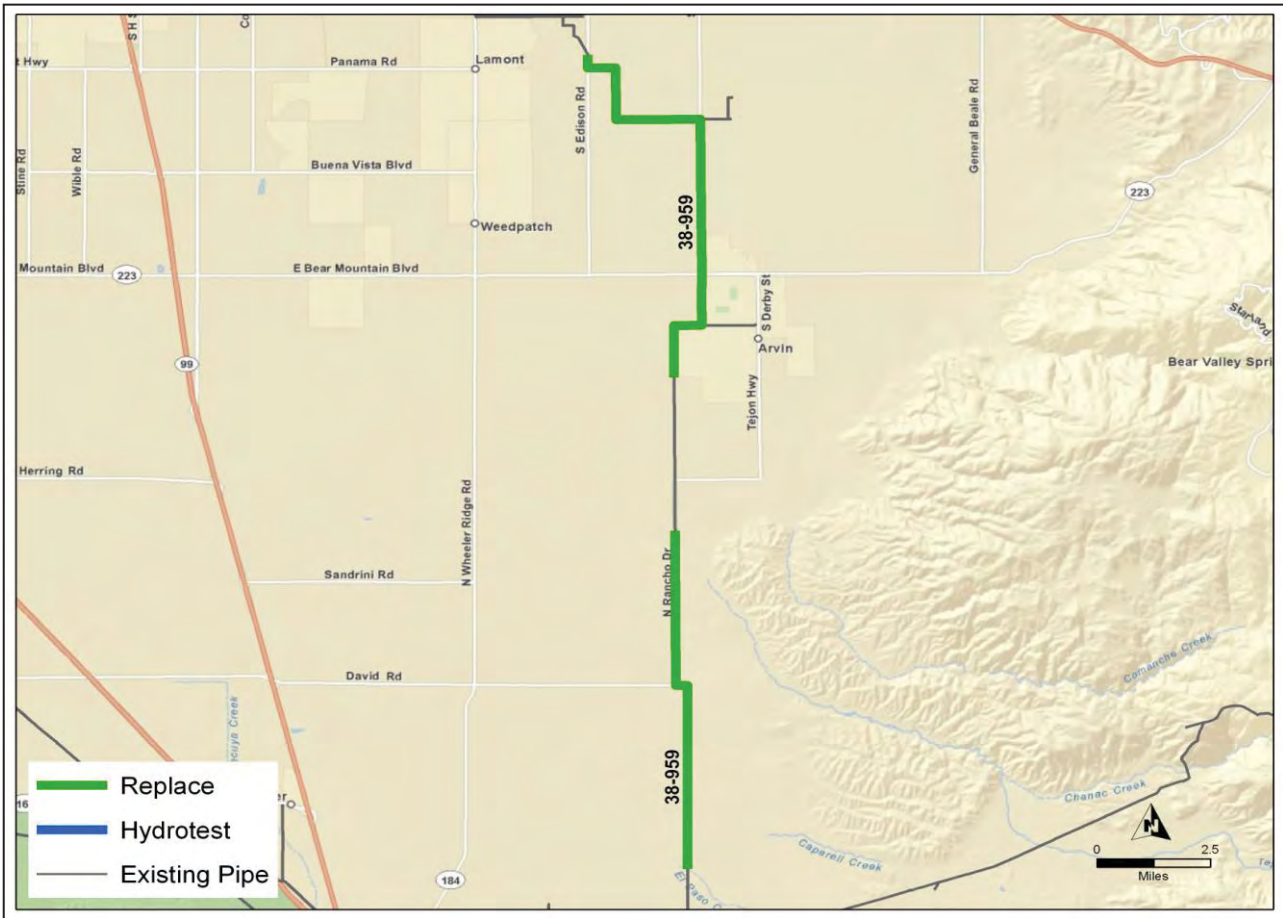 S H S
Co
t Hwy
Panama Rd
Lamont
S Edison Rd
Stine Rd
Wible Rd
Buena Vista Blvd
General Beale Rd
223
38-959
Weedpatch
Mountain Blvd
223
E Bear Mountain Blvd
S Derby St
Arvin
Bear Valley Spri
99
Tejon Hwy
Herring Rd
N Wheeler Ridge Rd
N Rancho Dr
Sandrini Rd
Comanche Creek
David Rd
38-959
Chanac Creek
Caparell Creek
184
Replace
Hydrotest
Existing Pipe
N
0 2.5
Miles